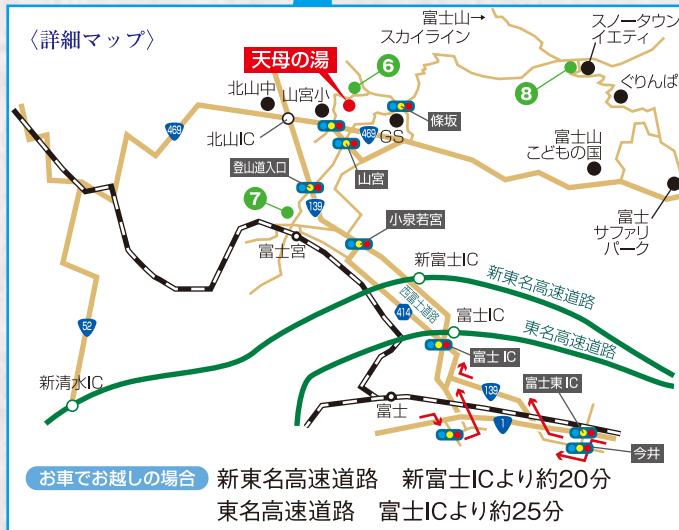 〈詳細マップ〉
富士山→
スカイライン
スノータウン
イエティ
天母の湯
6
8
ぐりんぱ
北山中
山宮小
條坂
469
北山IC
469
GS
富士山
こどもの国
登山道入口
山宮
7
139
富士
サファリ
パーク
小泉若宮
富士宮
新富士IC
新東名高速道路
西富士道路
414
富士IC
東名高速道路
52
富士IC
新清水IC
139
富士東IC
富士
1
今井
お車でお越しの場合
新東名高速道路 新富士ICより約20分
東名高速道路 富士ICより約25分